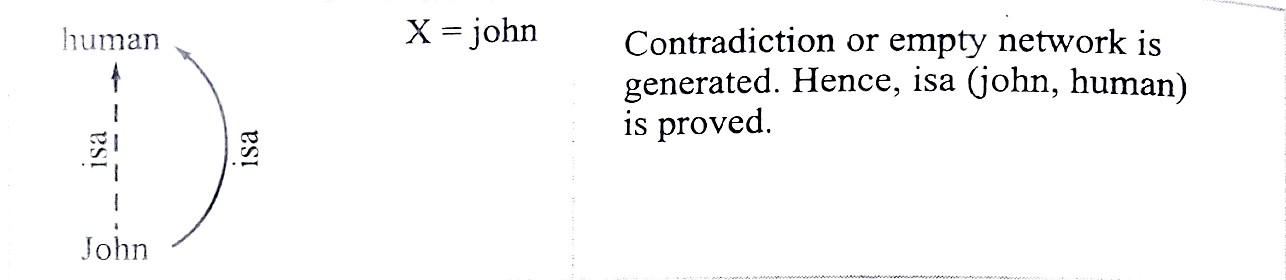 human
X = john
isa
isa
John
Contradiction or empty network is
generated. Hence, isa (john, human)
is proved.